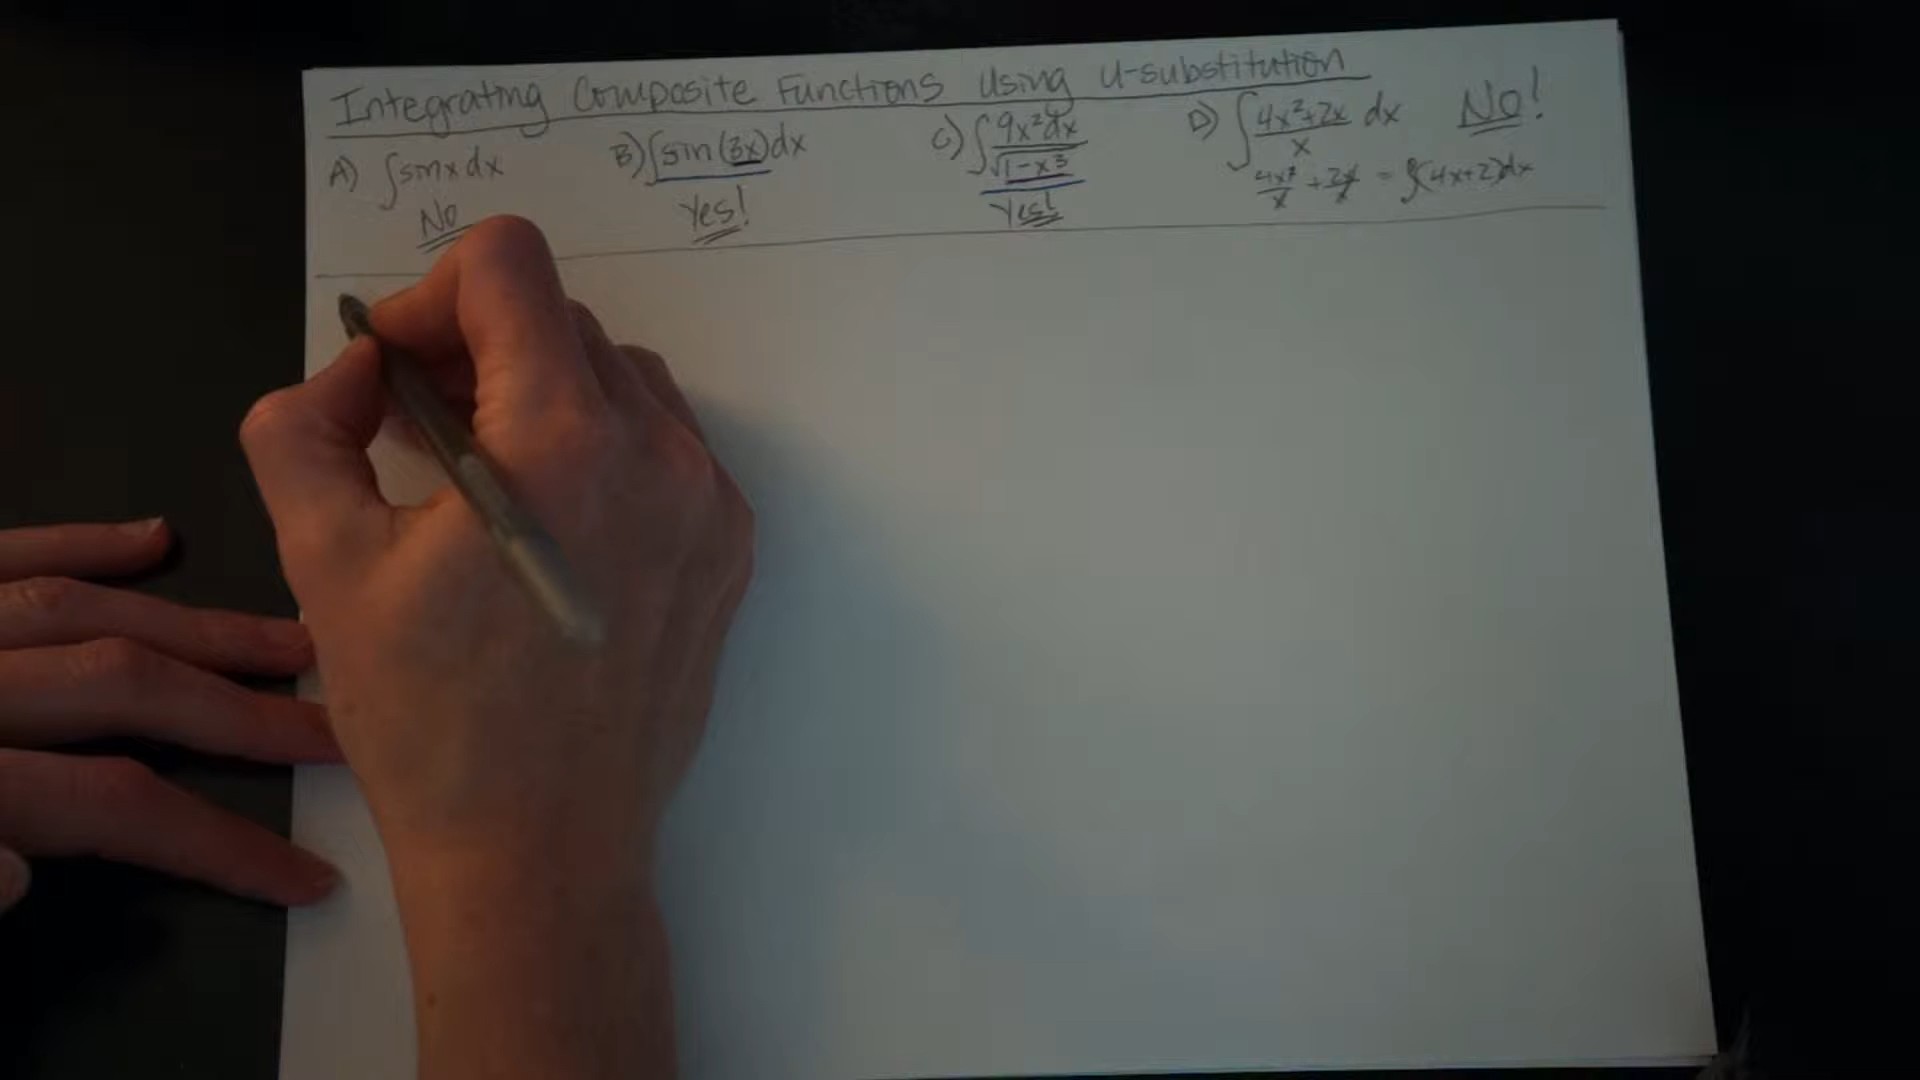 Integrating Composite Functions Using u-substitution
A) ∫sinx dx
No
B) ∫sin(3x)dx
Yes!
C) ∫ 9x²dx / √(1-x³)
Yes!
D) ∫ (4x²+2x)/x dx No!
4x²/x + 2x/x = ∫(4x+2)dx